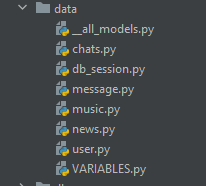 data
__all_models.py
chats.py
db_session.py
message.py
music.py
news.py
user.py
VARIABLES.py